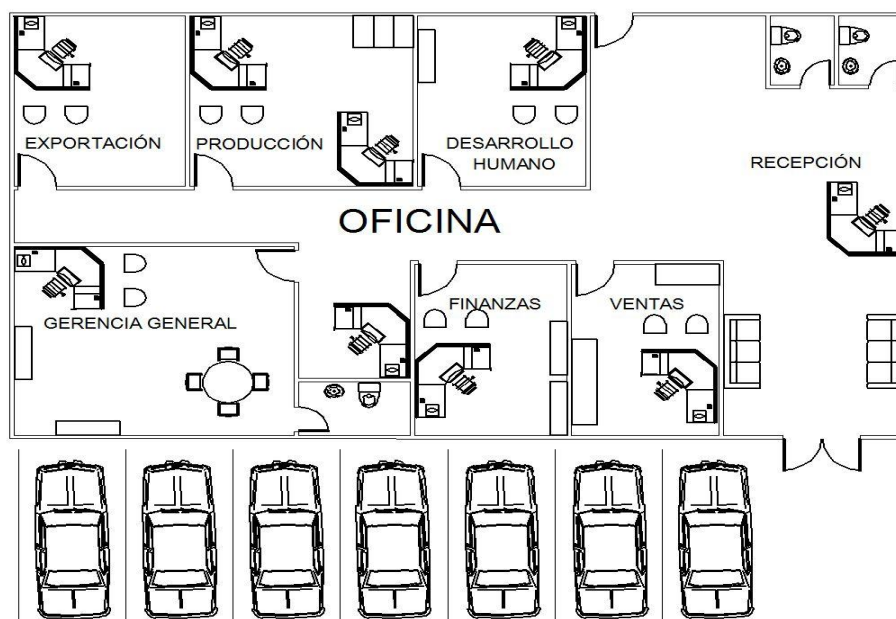 EXPORTACIÓN
PRODUCCIÓN
DESARROLLO
HUMANO
RECEPCIÓN
OFICINA
GERENCIA GENERAL
FINANZAS
VENTAS